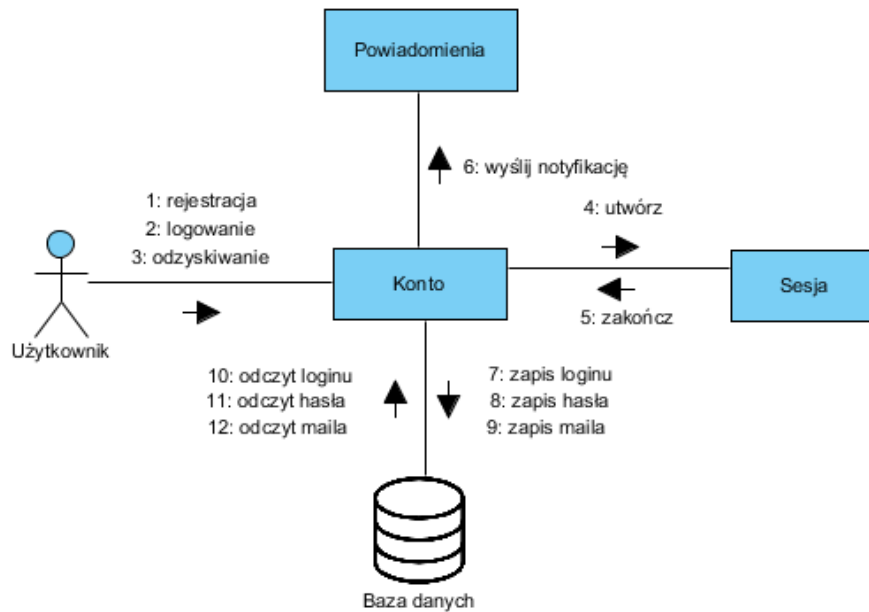 Powiadomienia
6: wyślij notyfikację
1: rejestracja
2: logowanie
3: odzyskiwanie
4: utwórz
Użytkownik
Konto
Sesja
5: zakończ
10: odczyt loginu
11: odczyt hasła
12: odczyt maila
7: zapis loginu
8: zapis hasła
9: zapis maila
Baza danych